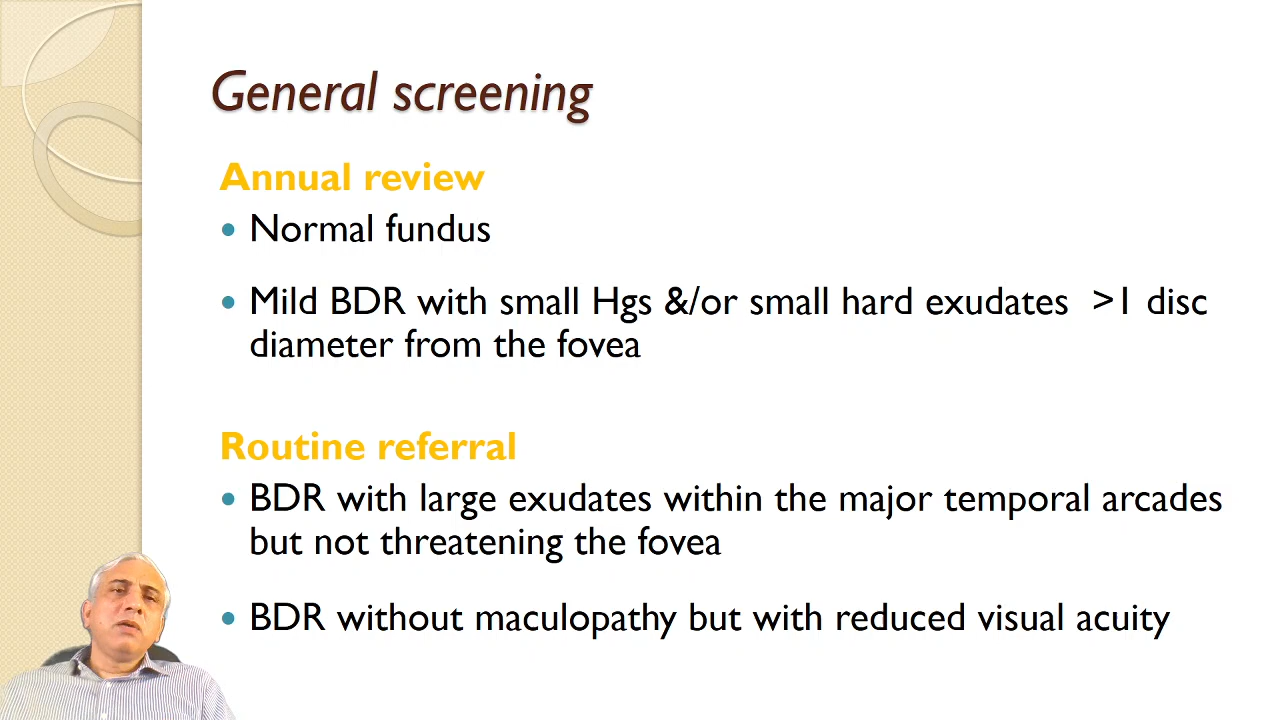 General screening
Annual review
• Normal fundus
• Mild BDR with small Hgs &/or small hard exudates >1 disc
diameter from the fovea
Routine referral
• BDR with large exudates within the major temporal arcades
but not threatening the fovea
• BDR without maculopathy but with reduced visual acuity